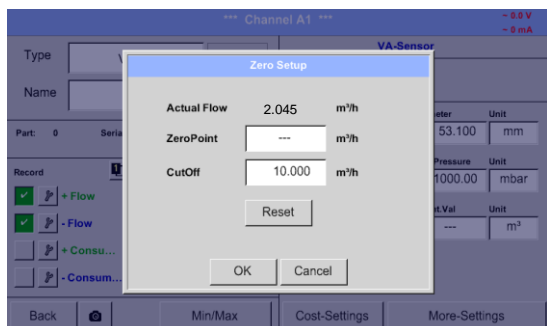 *** Channel A1 ***
~ 0.0 V
~ 0 mA
Type
VA-Sensor
Zero Setup
Name
Actual Flow 2.045 m³/h
Unit
Part: 0
ZeroPoint --- m³/h
53.100 mm
Record
CutOff 10.000 m³/h
Pressure Unit
1000.00 mbar
+ Flow
Reset
Unit
- Flow
--- m³
+ Consu...
- Consum...
OK Cancel
Back Min/Max Cost-Settings More-Settings